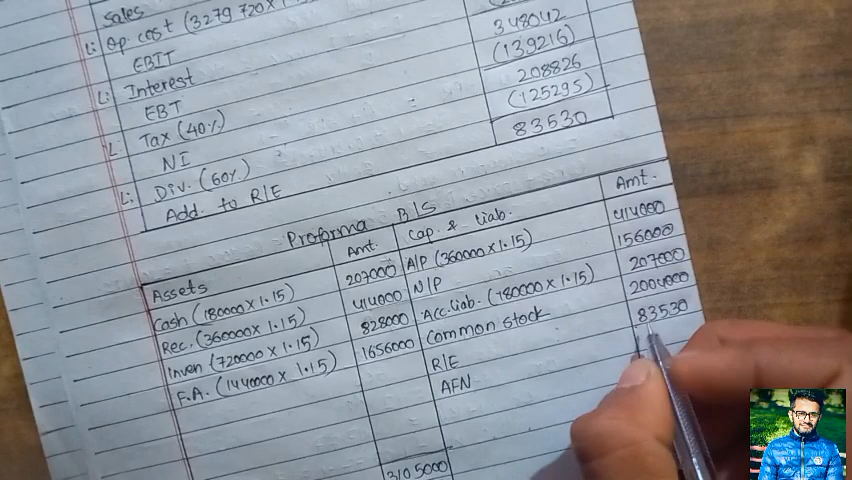 Sales
L: Op. cost (3279720 x 1.
EBIT 348042
L: Interest
EBT 348042
L: Tax (40%) (139216)
NI 208826
L: Div. (60%) (125295)
Add. to R/E 83530
Proforma B/S
Assets Amt. Cap. & Liab. Amt.
Cash (180000 x 1.15) 207000 A/P (360000 x 1.15) 414000
Rec. (360000 x 1.15) 414000 N/P 156000
Inven (720000 x 1.15) 828000 Acc. Liab. (180000 x 1.15) 207000
F.A. (1440000 x 1.15) 1656000 Common stock 2004000
R/E 83530
AFN
3105000